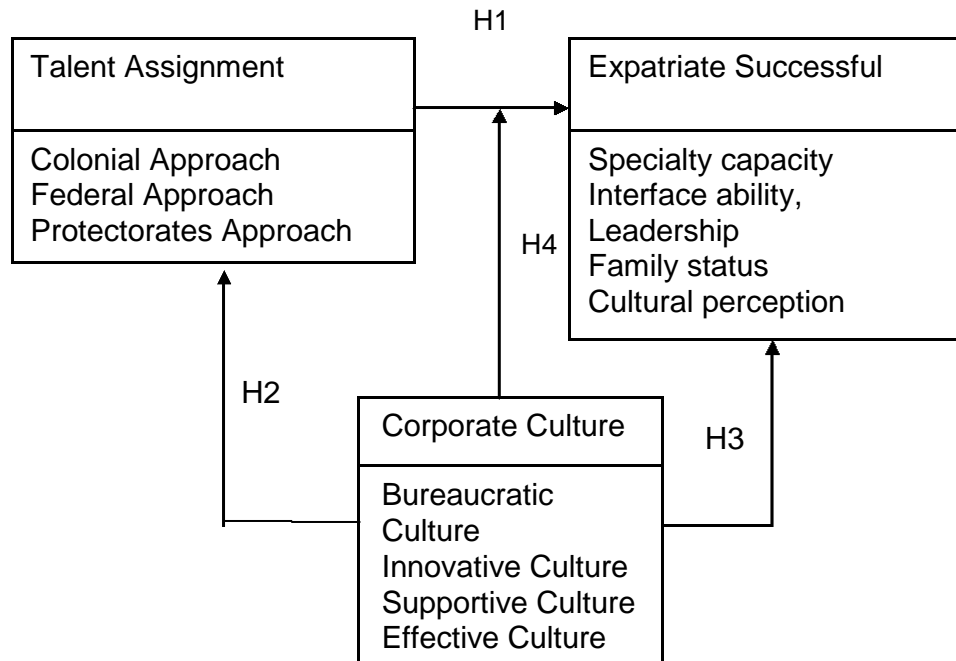 H1
Talent Assignment
Colonial Approach
Federal Approach
Protectorates Approach
Expatriate Successful
Specialty capacity
Interface ability,
Leadership
Family status
Cultural perception
H4
H2
Corporate Culture
Bureaucratic
Culture
Innovative Culture
Supportive Culture
Effective Culture
H3